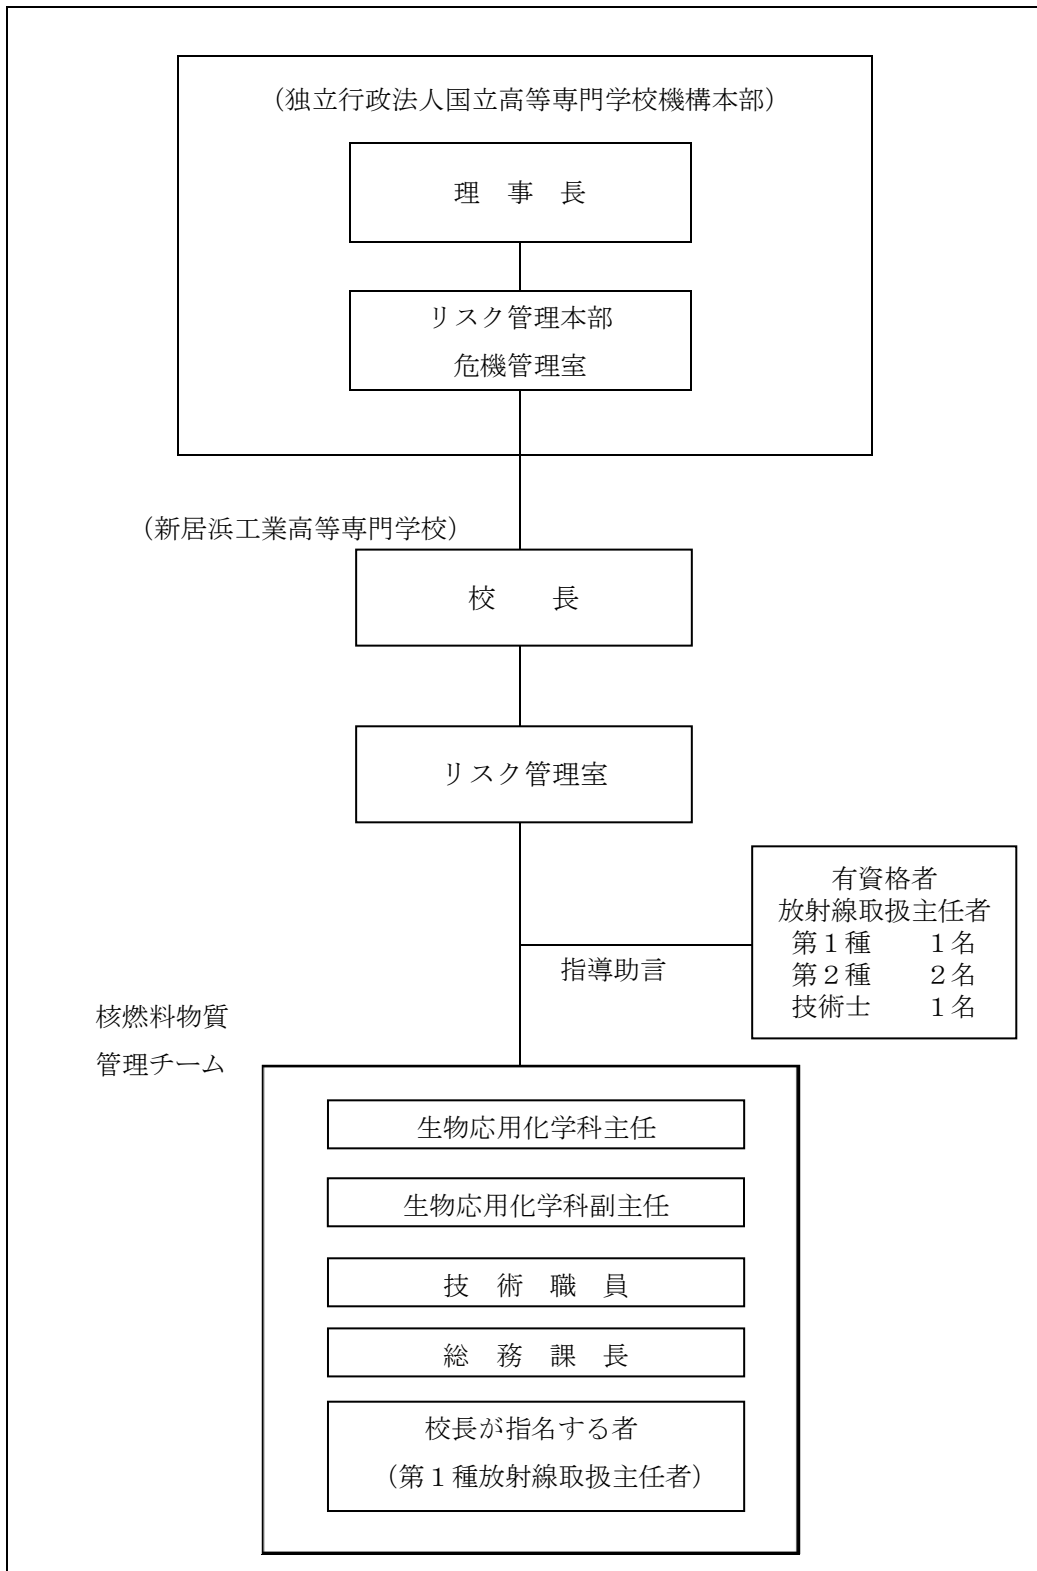 （独立行政法人国立高等専門学校機構本部）
理　事　長
リスク管理本部
危機管理室
（新居浜工業高等専門学校）
校　　長
リスク管理室
有資格者
放射線取扱主任者
第１種　　１名
第２種　　２名
技術士　　１名
指導助言
核燃料物質
管理チーム
生物応用化学科主任
生物応用化学科副主任
技　術　職　員
総　務　課　長
校長が指名する者
（第１種放射線取扱主任者）